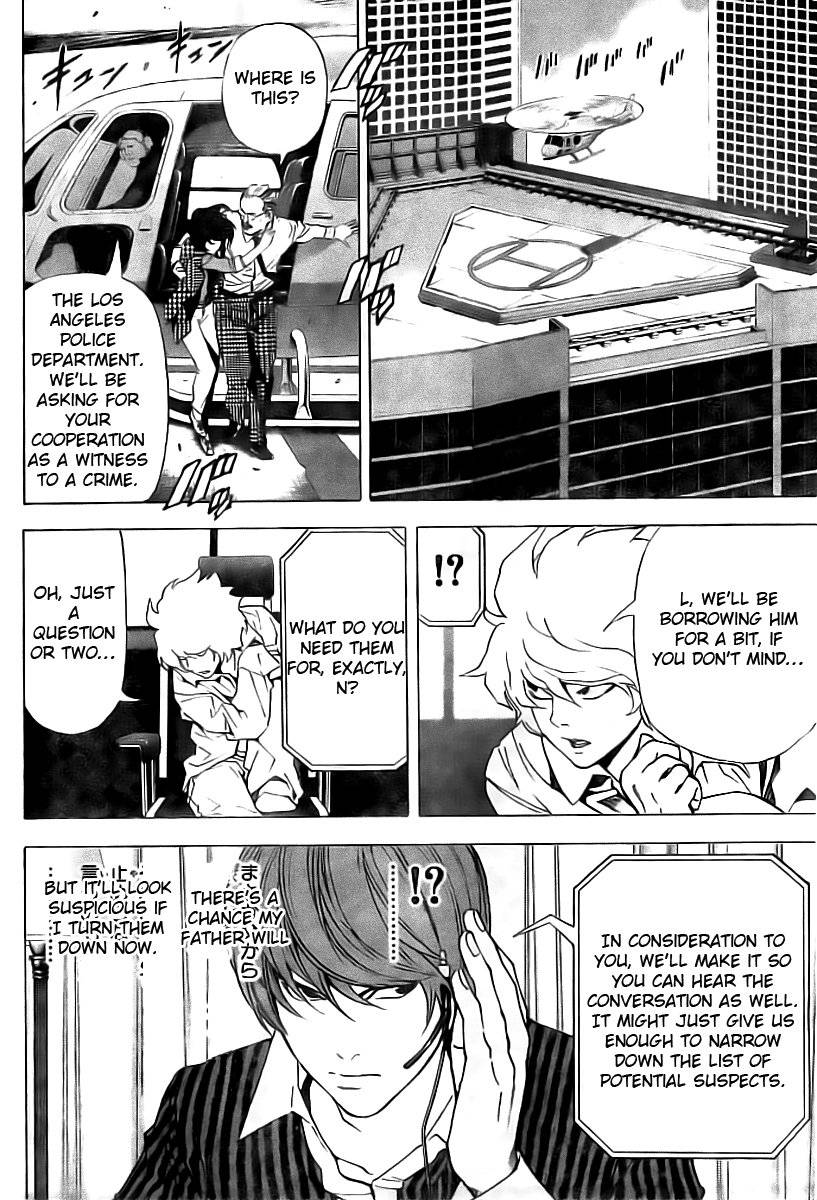 キュン
キュン
WHERE IS
THIS?
THE LOS
ANGELES
POLICE
DEPARTMENT.
WE'LL BE
ASKING FOR
YOUR
COOPERATION
AS A WITNESS
TO A CRIME.
L, WE'LL BE
BORROWING HIM
FOR A BIT, IF
YOU DON'T MIND...
!?
WHAT DO YOU
NEED THEM
FOR, EXACTLY,
N?
OH, JUST
A
QUESTION
OR TWO...
IN CONSIDERATION TO
YOU, WE'LL MAKE IT SO
YOU CAN HEAR THE
CONVERSATION AS WELL.
IT MIGHT JUST GIVE US
ENOUGH TO NARROW
DOWN THE LIST OF
POTENTIAL SUSPECTS.
!?
から
THERE'S A
CHANCE MY
FATHER WILL
BUT IT'LL LOOK
SUSPICIOUS IF
I TURN THEM
DOWN NOW.